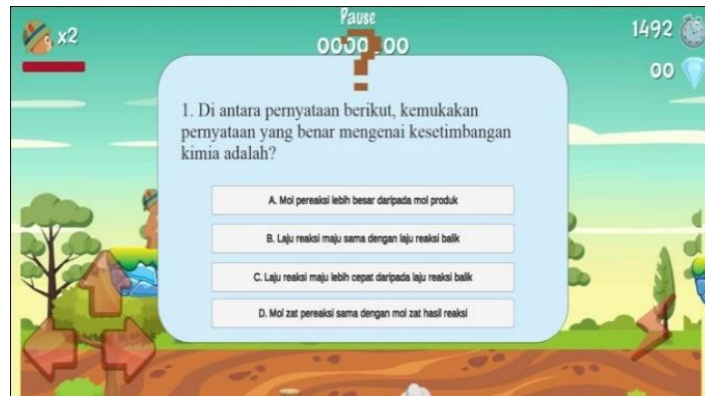 Pause
x2
1492
0000 00
00
1. Di antara pernyataan berikut, kemukakan
pernyataan yang benar mengenai kesetimbangan
kimia adalah?
A. Mol pereaksi lebih besar daripada mol produk
B. Laju reaksi maju sama dengan laju reaksi balik
C. Laju reaksi maju lebih cepat daripada laju reaksi balik
D. Mol zat pereaksi sama dengan mol zat hasil reaksi